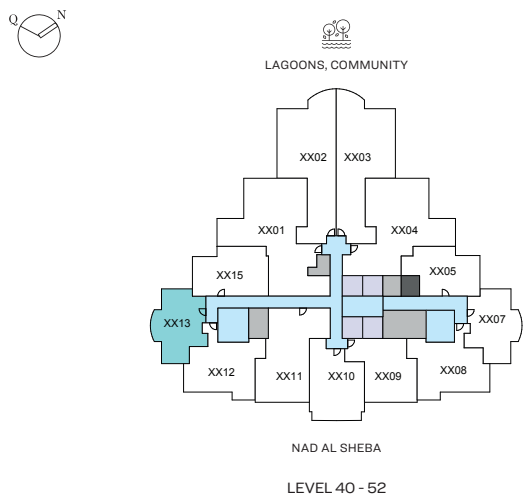 Q N
LAGOONS, COMMUNITY
XX02 XX03
XX01 XX04
XX15 XX05
XX13 XX07
XX12 XX11 XX10 XX09 XX08
NAD AL SHEBA
LEVEL 40 - 52